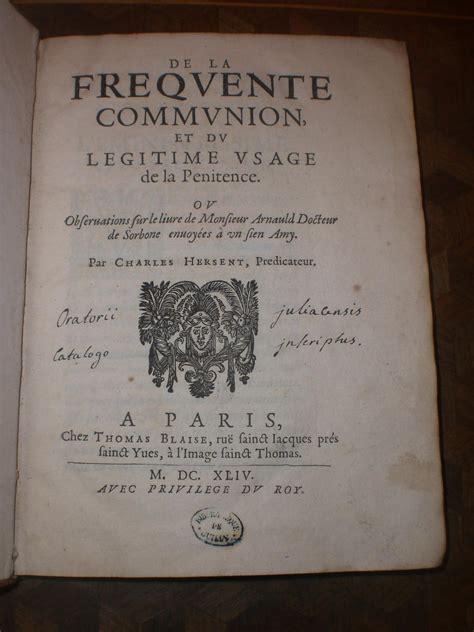 DE LA
FREQVENTE
COMMVNION,
ET DV
LEGITIME VSAGE
de la Penitence.
OV
Obseruations sur le liure de Monsieur Arnauld Docteur
de Sorbone enuoyées à vn sien Amy.
Par CHARLES HERSENT, Predicateur.
Oratorii juliacensis
Catalogo inscriptus.
A PARIS,
Chez THOMAS BLAISE, ruë sainct Iacques prés
sainct Yues, à l'Image sainct Thomas.
M. DC. XLIV.
AVEC PRIVILEGE DV ROY.